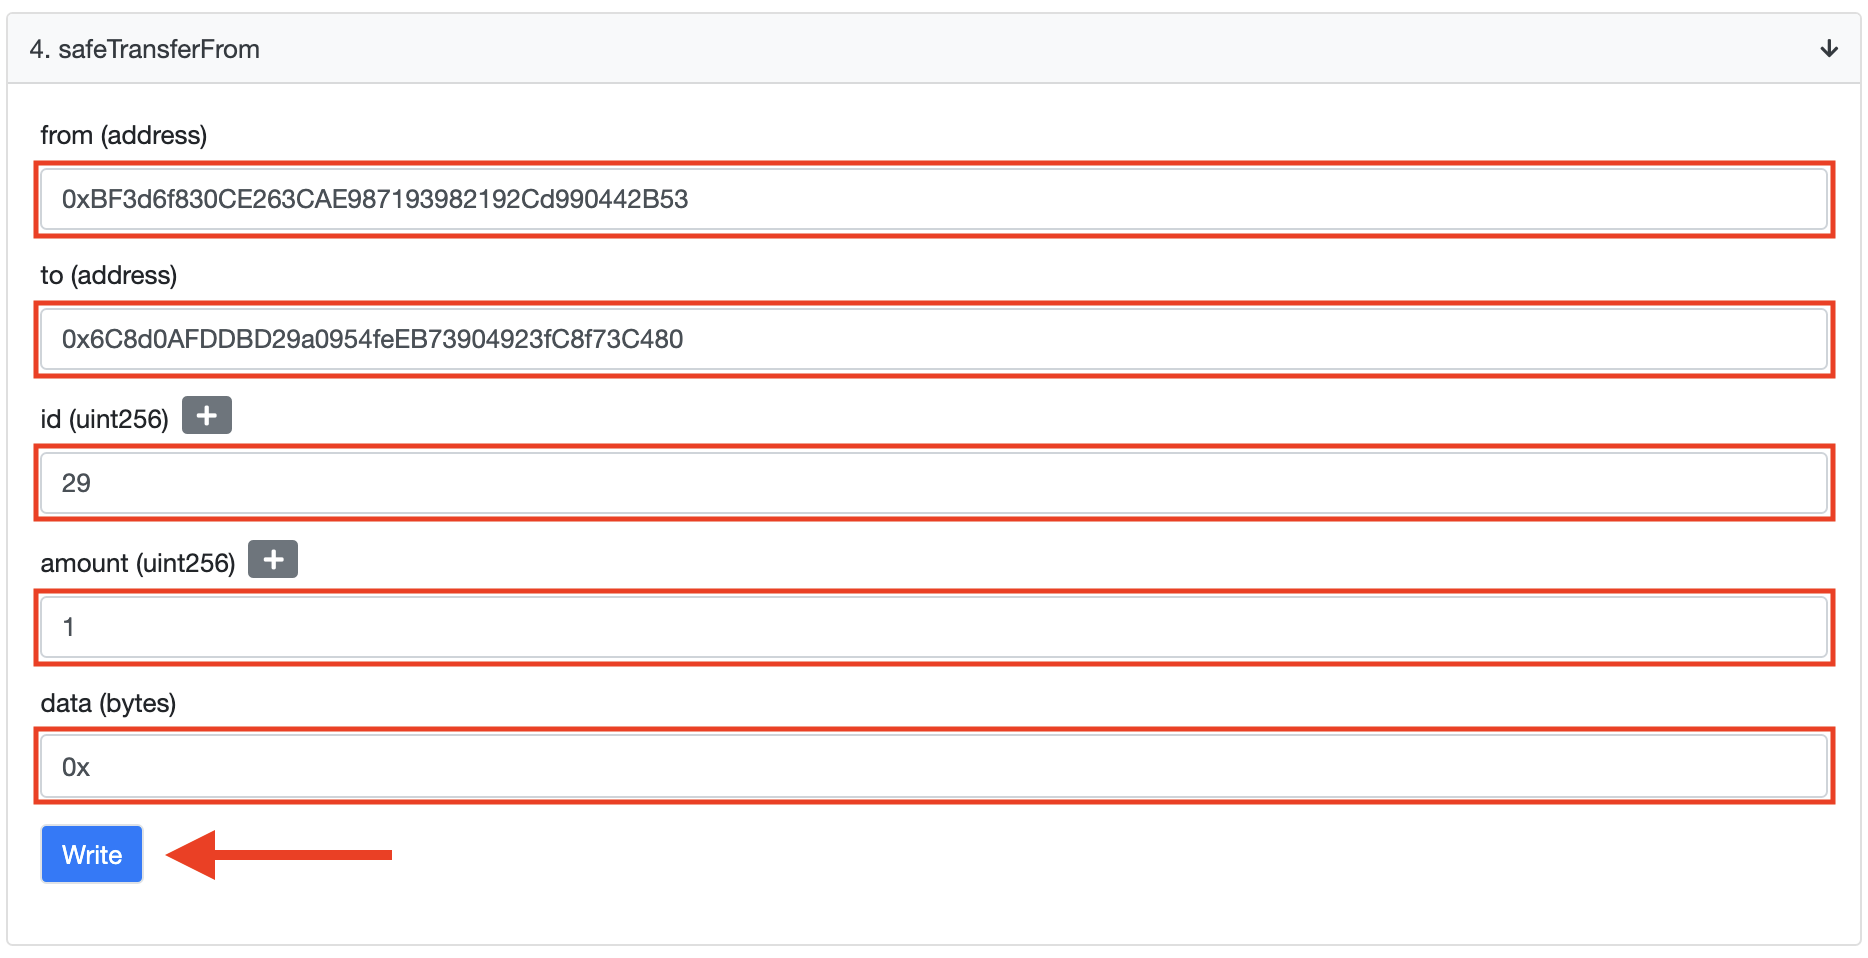 4. safeTransferFrom
from (address)
0xBF3d6f830CE263CAE987193982192Cd990442B53
to (address)
0x6C8d0AFDDBD29a0954feEB73904923fC8f73C480
id (uint256)
29
amount (uint256)
1
data (bytes)
0x
Write